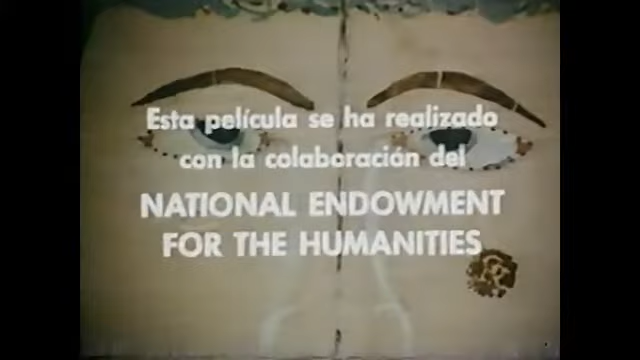 Esta película se ha realizado
con la colaboración del
NATIONAL ENDOWMENT
FOR THE HUMANITIES